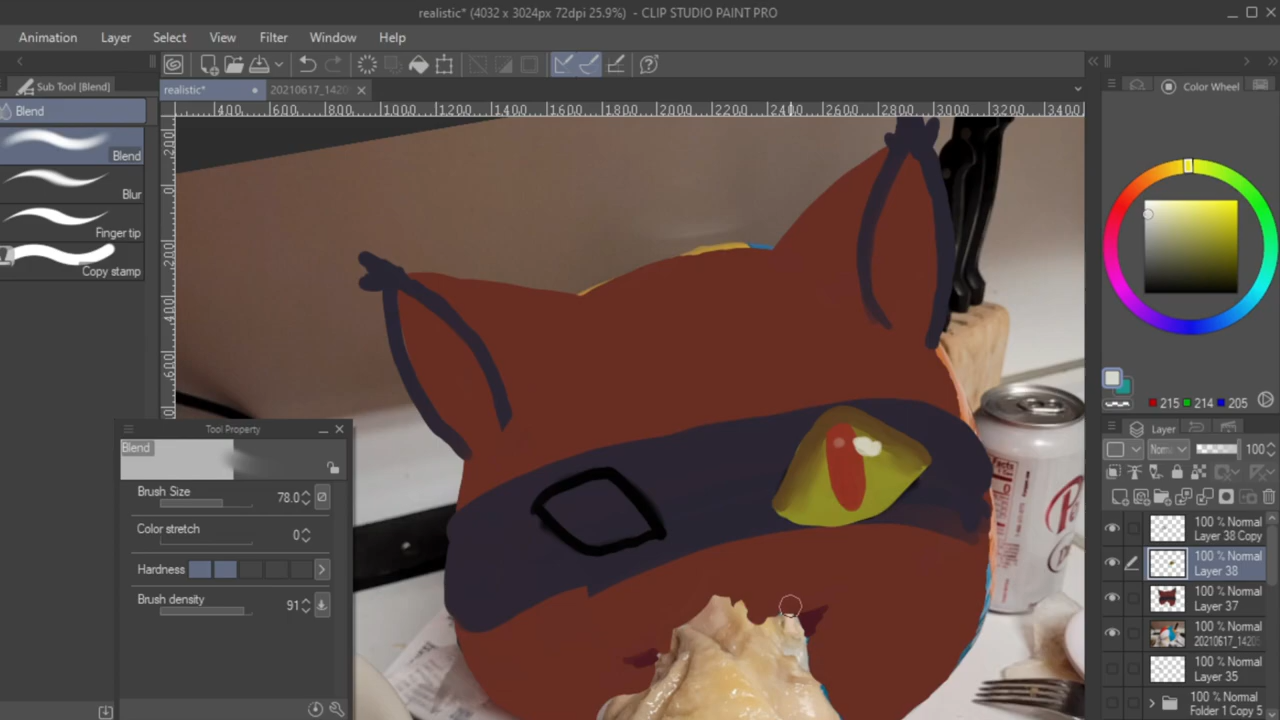 realistic* (4032 x 3024px 72dpi 25.9%) - CLIP STUDIO PAINT PRO
Animation Layer Select View Filter Window Help
Sub Tool [Blend]
realistic* 20210617_1420
Color Wheel
Blend
400 1000 1200 1400 1600 1800 2000 2200 2400 2600 2800 3000 3200 3400
Blend
Blur
Finger tip
Copy stamp
215 214 205
Tool Property
Layer
Blend
Normal 100
Brush Size 78.0
Color stretch 0
Hardness
Brush density 91
100 % Normal
Layer 38 Copy
100 % Normal
Layer 38
100 % Normal
Layer 37
100 % Normal
20210617_1420
100 % Normal
Layer 35
100 % Normal
Folder 1 Copy 5